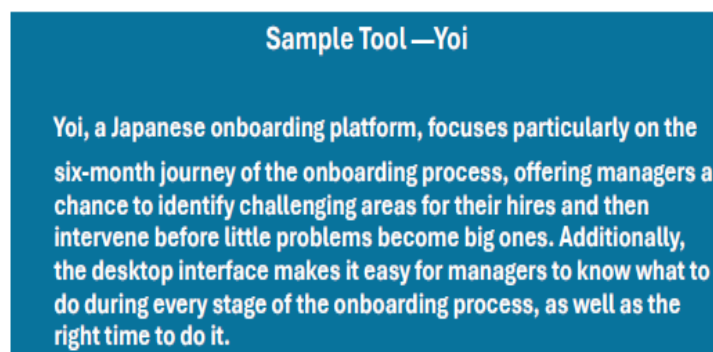 Sample Tool —Yoi
Yoi, a Japanese onboarding platform, focuses particularly on the
six-month journey of the onboarding process, offering managers a
chance to identify challenging areas for their hires and then
intervene before little problems become big ones. Additionally,
the desktop interface makes it easy for managers to know what to
do during every stage of the onboarding process, as well as the
right time to do it.